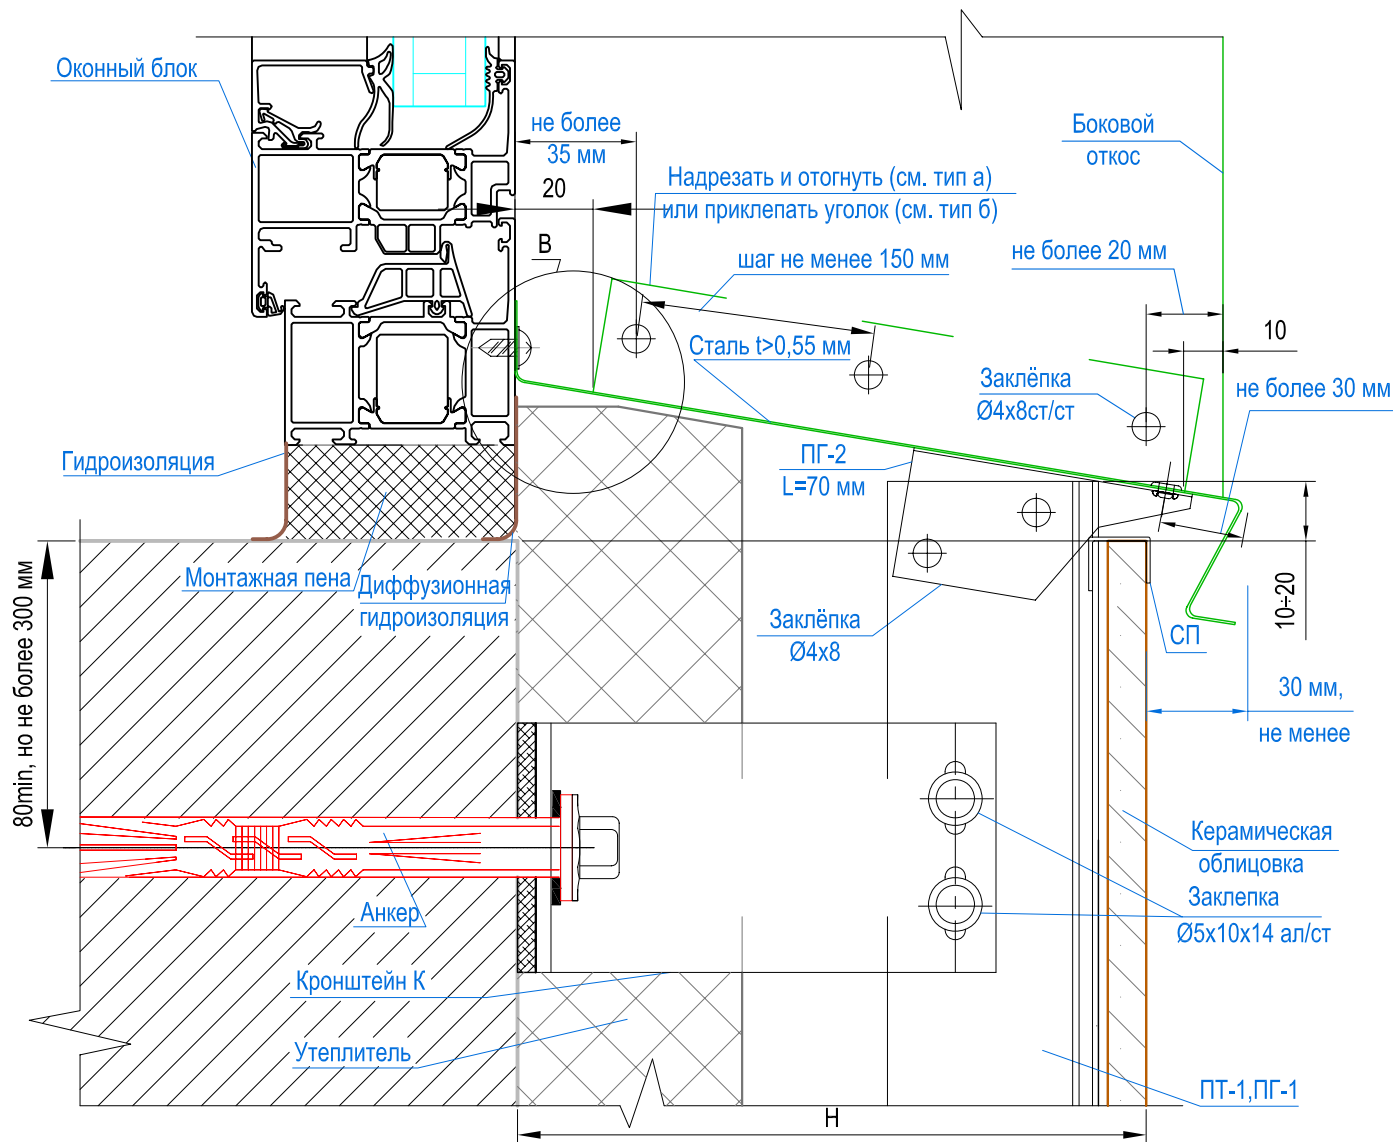 Оконный блок
не более
35 мм
20
Надрезать и отогнуть (см. тип а)
или приклепать уголок (см. тип б)
Боковой
откос
В
шаг не менее 150 мм
не более 20 мм
10
Сталь t>0,55 мм
Заклёпка
Ø4х8ст/ст
не более 30 мм
Гидроизоляция
ПГ-2
L=70 мм
Монтажная пена
Диффузионная
гидроизоляция
Заклёпка
Ø4х8
СП
10÷20
80min, но не более 300 мм
30 мм,
не менее
Керамическая
облицовка
Заклепка
Ø5х10х14 ал/ст
Анкер
Кронштейн К
Утеплитель
ПТ-1,ПГ-1
Н